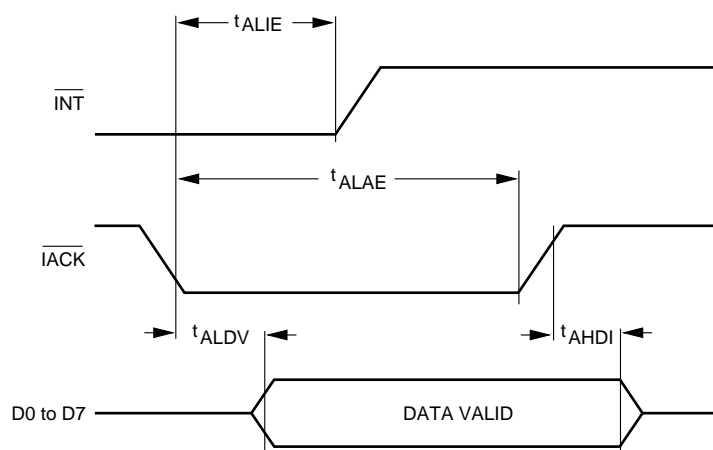 tALIE
INT
tALAE
IACK
tALDV
tAHDI
D0 to D7
DATA VALID